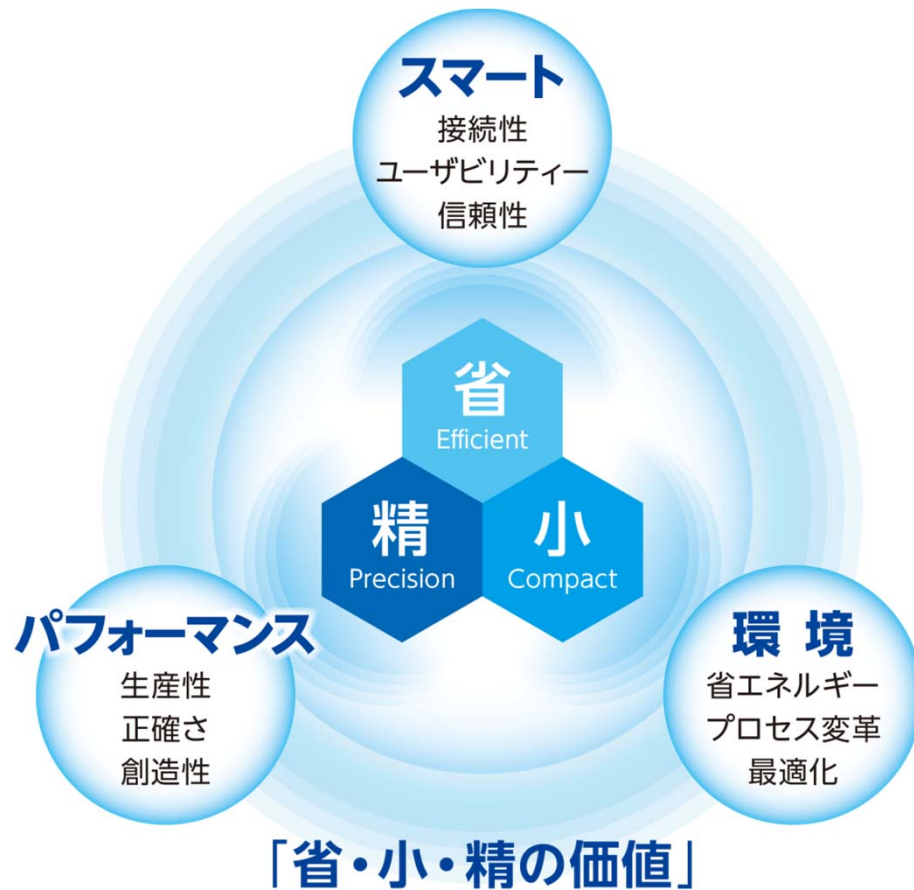 スマート
接続性
ユーザビリティー
信頼性
省
Efficient
精
Precision
小
Compact
パフォーマンス
生産性
正確さ
創造性
環境
省エネルギー
プロセス変革
最適化
「省・小・精の価値」